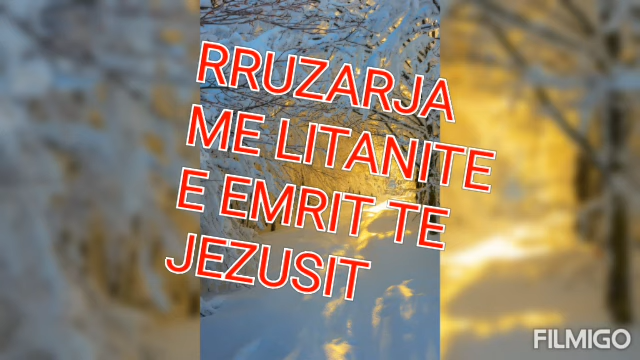 RRUZARJA
ME LITANITE
E EMRIT TE
JEZUSIT
FILMIGO